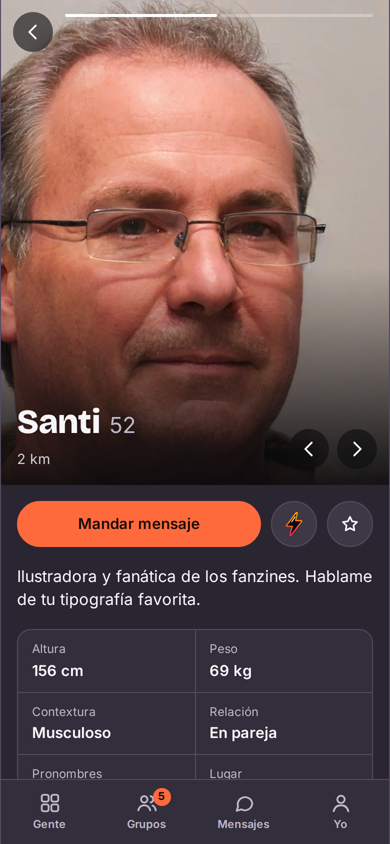 Santi 52
2 km
Mandar mensaje
Ilustradora y fanática de los fanzines. Hablame
de tu tipografía favorita.
Altura
Peso
156 cm
69 kg
Contextura
Relación
Musculoso
En pareja
Pronombres
Lugar
5
Gente
Grupos
Mensajes
Yo